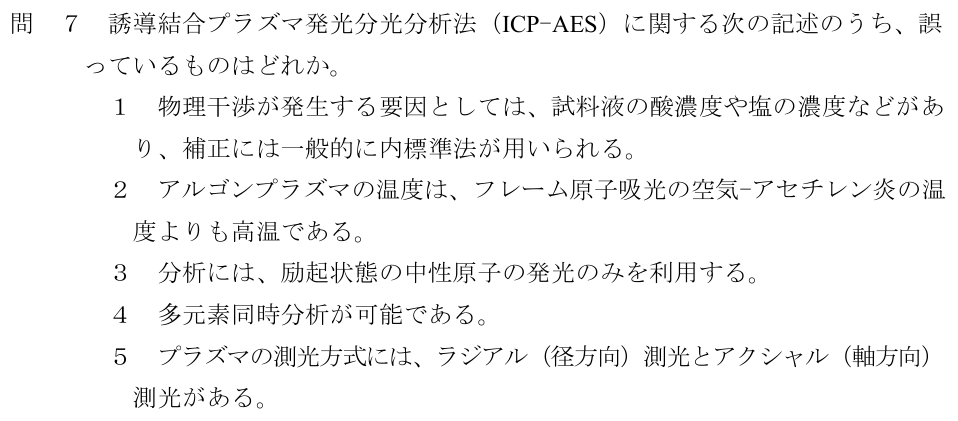 問　７　誘導結合プラズマ発光分光分析法（ICP-AES）に関する次の記述のうち、誤
っているものはどれか。
１　物理干渉が発生する要因としては、試料液の酸濃度や塩の濃度などがあ
り、補正には一般的に内標準法が用いられる。
２　アルゴンプラズマの温度は、フレーム原子吸光の空気-アセチレン炎の温
度よりも高温である。
３　分析には、励起状態の中性原子の発光のみを利用する。
４　多元素同時分析が可能である。
５　プラズマの測光方式には、ラジアル（径方向）測光とアクシャル（軸方向）
測光がある。